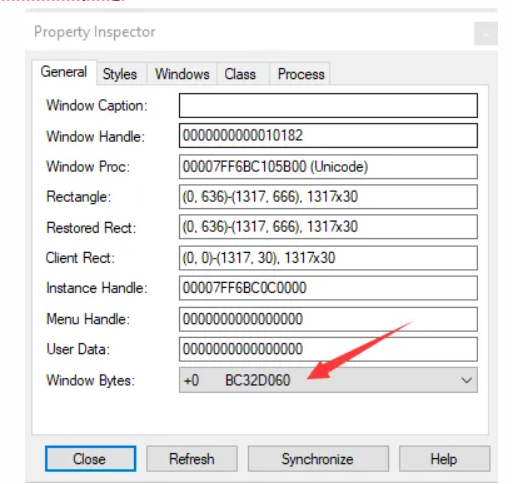 Property Inspector
General Styles Windows Class Process
Window Caption:
Window Handle: 0000000000010182
Window Proc: 00007FF6BC105B00 (Unicode)
Rectangle: (0, 636)-(1317, 666), 1317x30
Restored Rect: (0, 636)-(1317, 666), 1317x30
Client Rect: (0, 0)-(1317, 30), 1317x30
Instance Handle: 00007FF6BC0C0000
Menu Handle: 0000000000000000
User Data: 0000000000000000
Window Bytes: +0 BC32D060
Close Refresh Synchronize Help